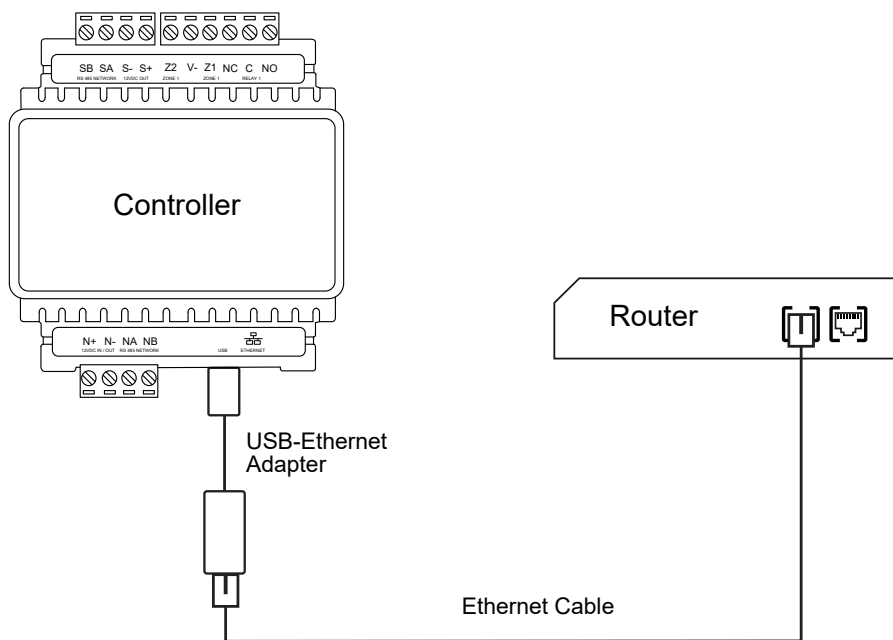 SB SA S- S+ Z2 V- Z1 NC C NO
RS-485 NETWORK 12VDC OUT ZONE 1 ZONE 1 RELAY 1
Controller
N+ N- NA NB
12VDC IN / OUT RS-485 NETWORK USB ETHERNET
Router
USB-Ethernet
Adapter
Ethernet Cable